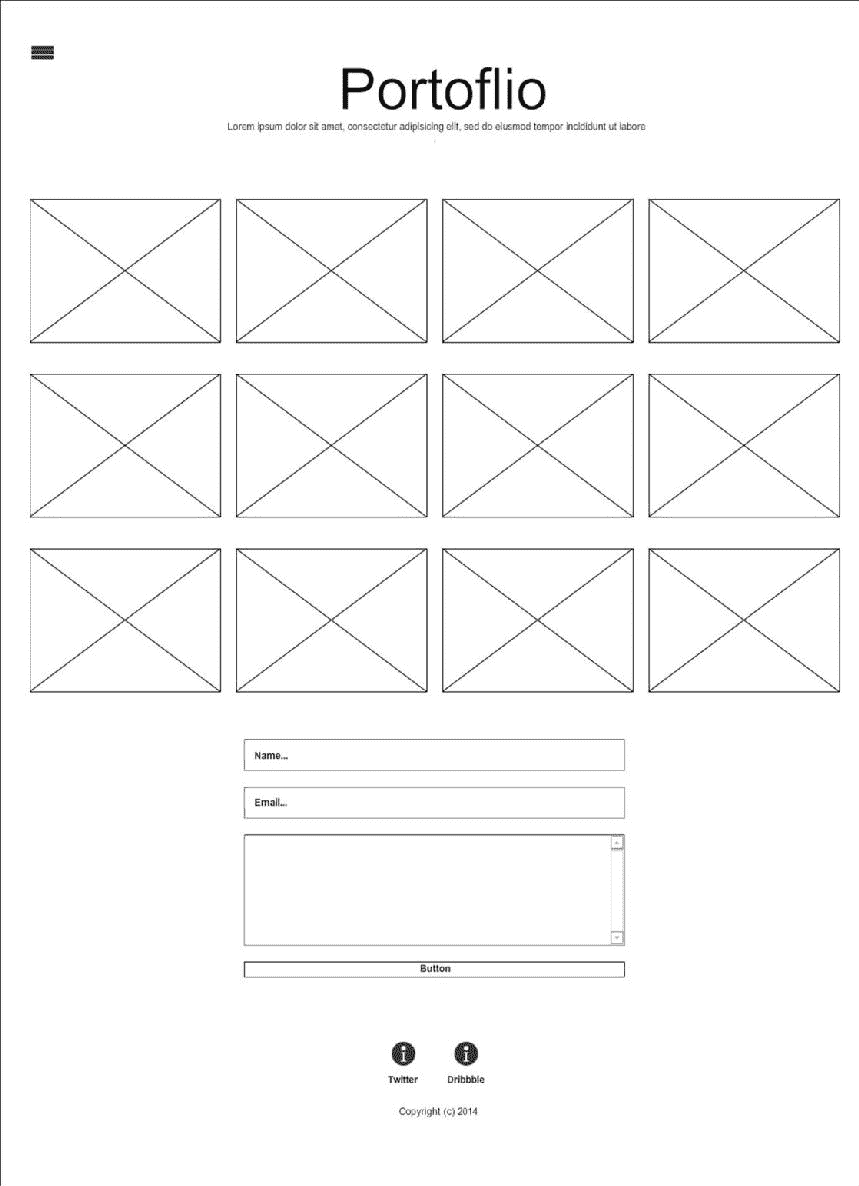 Portoflio
Lorem ipsum dolor sit amet, consectetur adipisicing elit, sed do eiusmod tempor incididunt ut labore
Name...
Email...
Button
Twitter Dribbble
Copyright (c) 2014